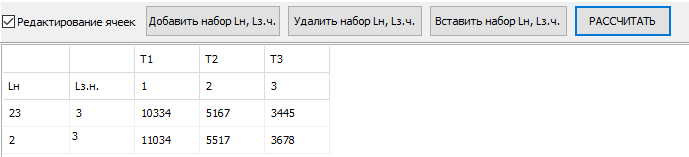 Редактирование ячеек Добавить набор Lн, Lз.ч. Удалить набор Lн, Lз.ч. Вставить набор Lн, Lз.ч. РАССЧИТАТЬ
T1 T2 T3
Lн Lз.н. 1 2 3
23 3 10334 5167 3445
2 3 11034 5517 3678